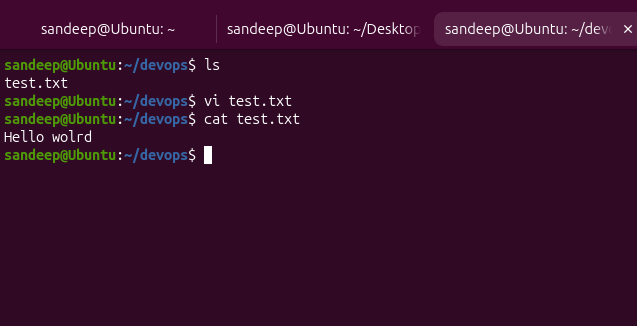 sandeep@Ubuntu: ~
sandeep@Ubuntu: ~/Desktop
sandeep@Ubuntu: ~/dev
sandeep@Ubuntu:~/devops$ ls
test.txt
sandeep@Ubuntu:~/devops$ vi test.txt
sandeep@Ubuntu:~/devops$ cat test.txt
Hello wolrd
sandeep@Ubuntu:~/devops$